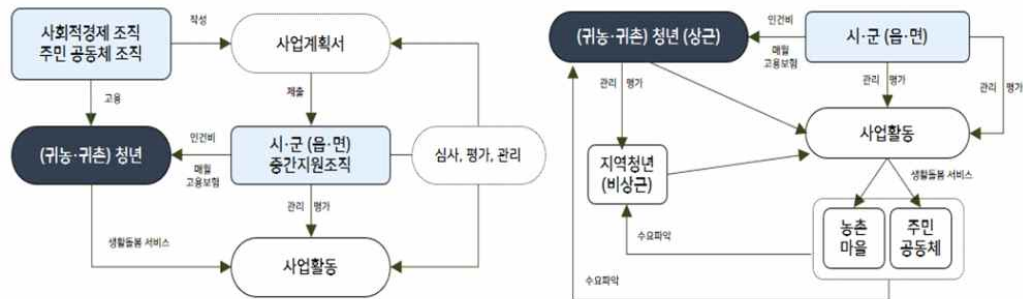 사회적경제 조직
주민 공동체 조직
작성
사업계획서
고용
제출
(귀농·귀촌) 청년
인건비
매월
고용보험
시·군 (읍·면)
중간지원조직
심사, 평가, 관리
관리 평가
생활돌봄 서비스
사업활동
(귀농·귀촌) 청년 (상근)
인건비
매월
고용보험
시·군 (읍·면)
관리 평가
관리 평가
관리 평가
사업활동
지역청년
(비상근)
생활돌봄 서비스
농촌
마을
주민
공동체
수요파악
수요파악